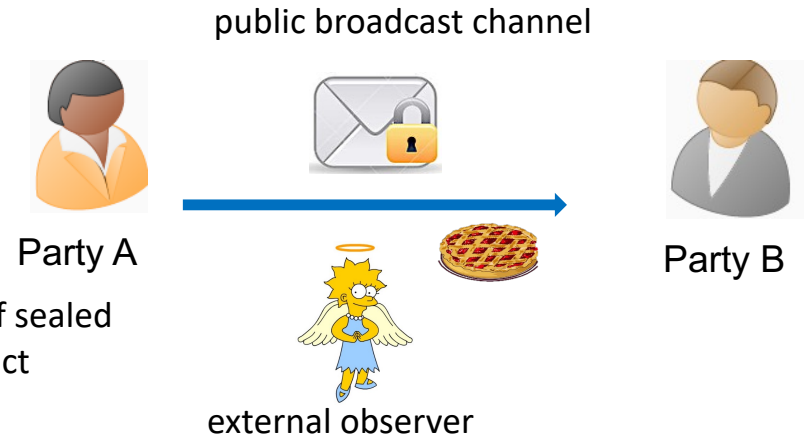 public broadcast channel
Party A
Party B
f sealed
ct
external observer